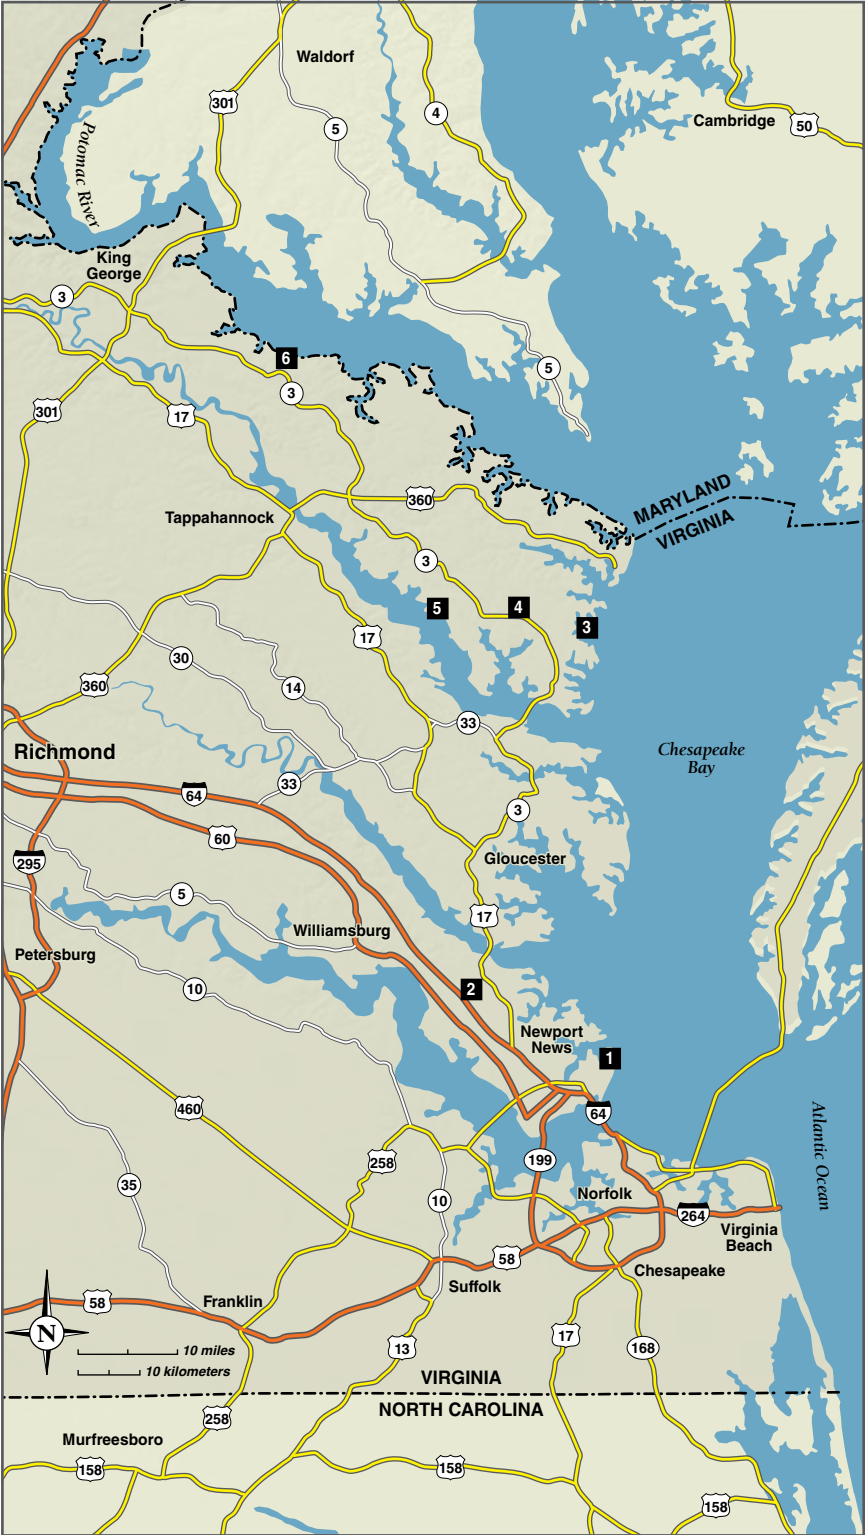 Waldorf
301
4
5
Cambridge
50
Potomac River
King
George
3
6
3
5
301
17
360
MARYLAND
VIRGINIA
Tappahannock
3
5
4
3
17
30
360
14
33
Richmond
Chesapeake
Bay
33
64
3
60
295
Gloucester
5
17
Williamsburg
Petersburg
10
2
Newport
News
1
460
64
Atlantic Ocean
258
199
35
10
Norfolk
264
Virginia
Beach
58
Chesapeake
Suffolk
58
Franklin
N
10 miles
10 kilometers
17
13
168
VIRGINIA
NORTH CAROLINA
258
Murfreesboro
158
158
158